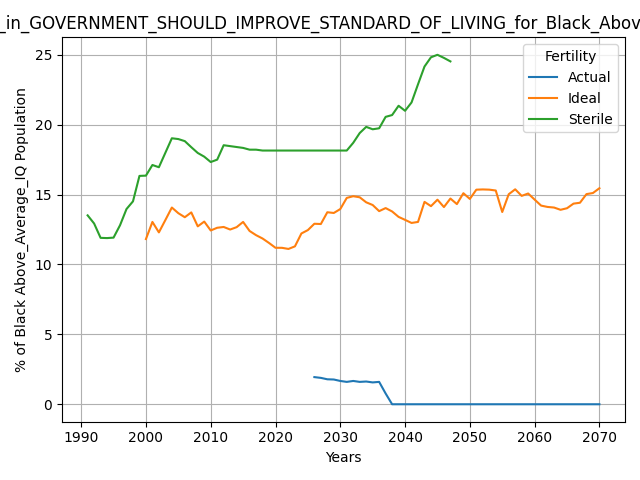 _in_GOVERNMENT_SHOULD_IMPROVE_STANDARD_OF_LIVING_for_Black_Abov
Fertility
Actual
Ideal
Sterile
% of Black Above_Average_IQ Population
25
20
15
10
5
0
1990 2000 2010 2020 2030 2040 2050 2060 2070
Years